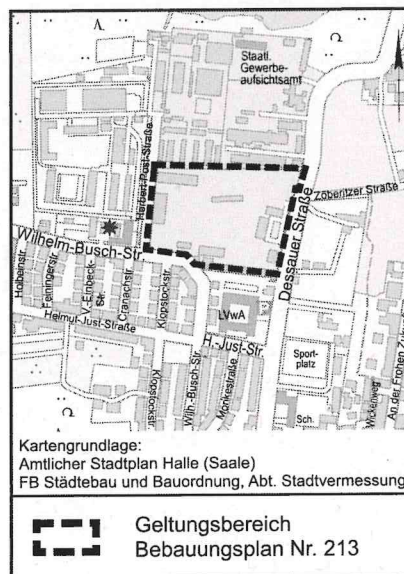 Staatl.
Gewerbe-
aufsichtsamt
Herbert-Post-Straße
Zöberitzer Straße
Dessauer Straße
Wilhelm-Busch-Str.
Holbeinstr.
Feiningerstr.
V.-Einbeck-
Str.
Cranachstr.
Klopstockstr.
Helmut-Just-Straße
LVwA
H.-Just-Str.
Sport-
platz
Klopstockstr.
Wilh.-Busch-Str.
Mörikestraße
Sch.
Wickenweg
An der Frohen Zuk
Kartengrundlage:
Amtlicher Stadtplan Halle (Saale)
FB Städtebau und Bauordnung, Abt. Stadtvermessung
Geltungsbereich
Bebauungsplan Nr. 213